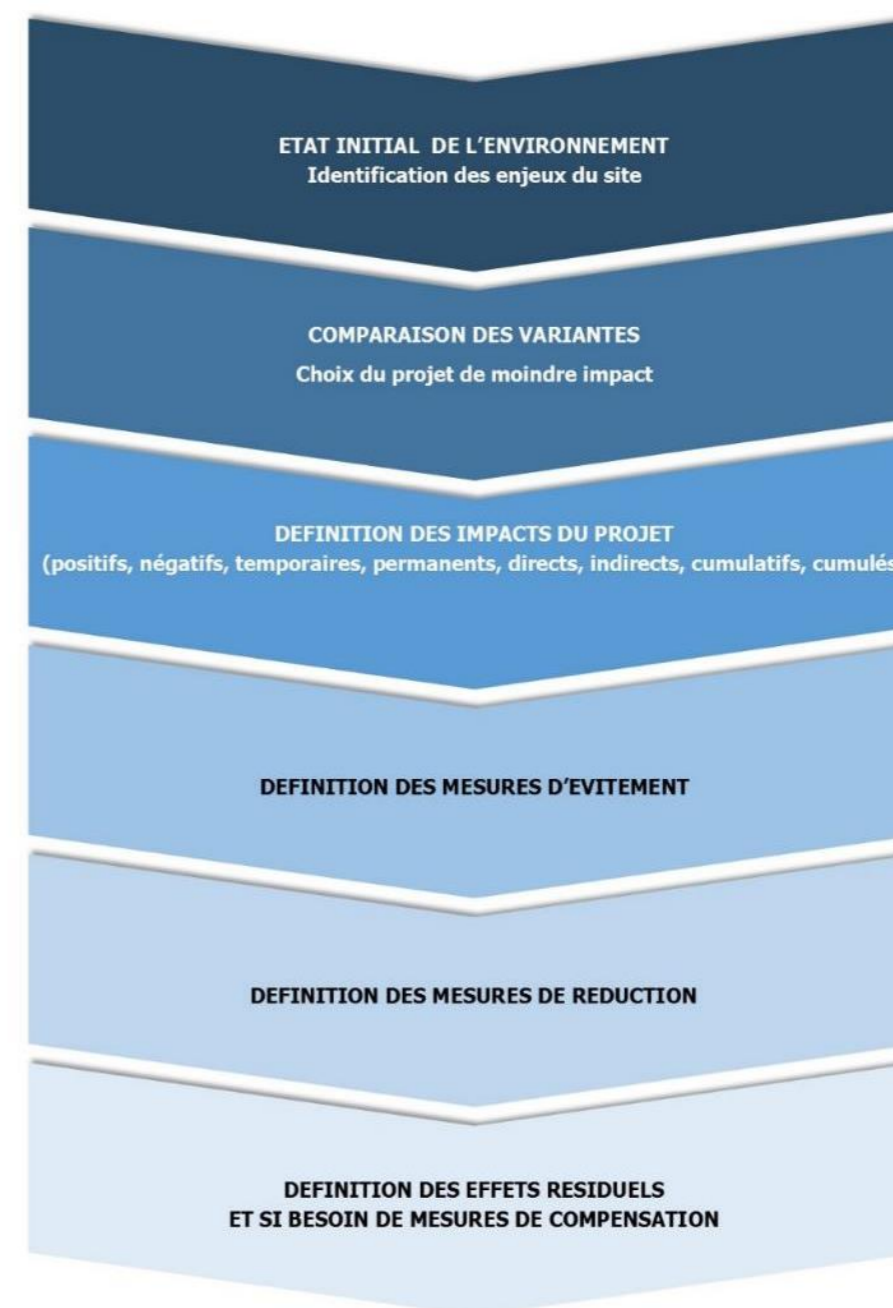 ETAT INITIAL DE L'ENVIRONNEMENT
Identification des enjeux du site
COMPARAISON DES VARIANTES
Choix du projet de moindre impact
DEFINITION DES IMPACTS DU PROJET
(positifs, négatifs, temporaires, permanents, directs, indirects, cumulatifs, cumulés
DEFINITION DES MESURES D'EVITEMENT
DEFINITION DES MESURES DE REDUCTION
DEFINITION DES EFFETS RESIDUELS
ET SI BESOIN DE MESURES DE COMPENSATION